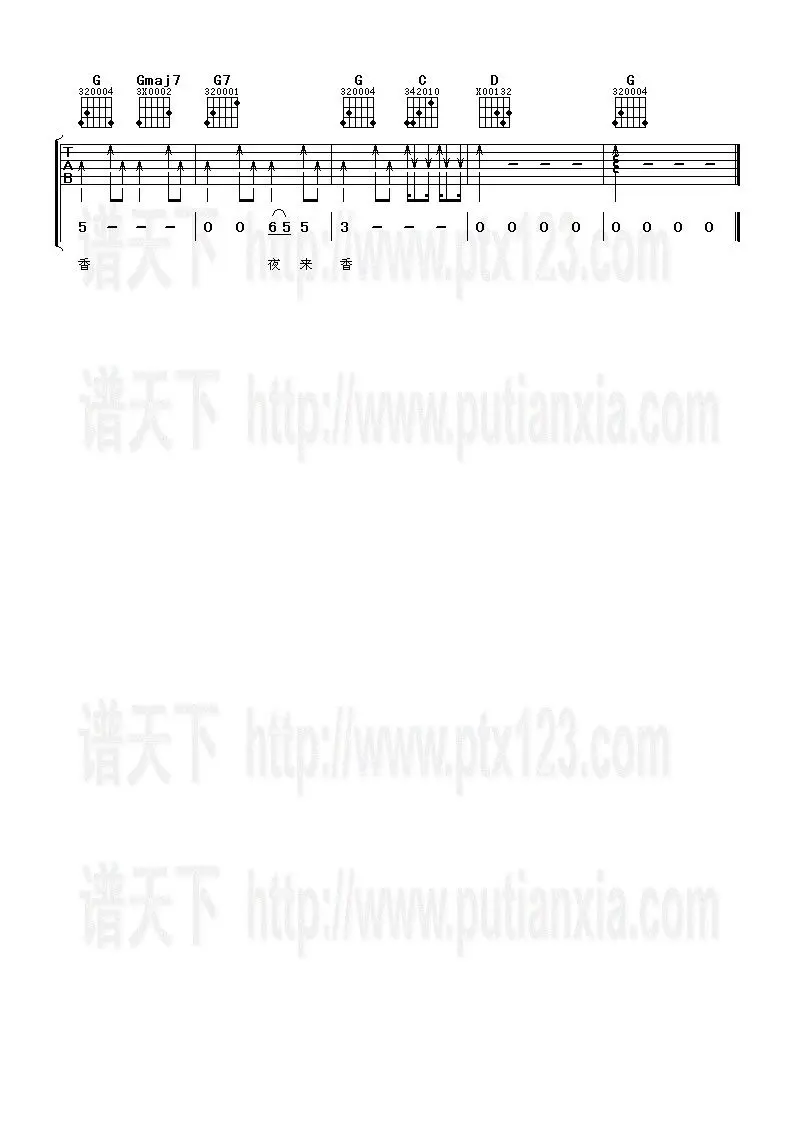 G Gmaj7 G7 G C D G
320004 3X0002 320001 320004 342010 X00132 320004
T
A
B
5 - - - 0 0 6 5 5 3 - - - 0 0 0 0 0 0 0 0
香 夜 来 香
谱天下 http://www.ptx123.com
谱天下 http://www.putianxia.com
谱天下 http://www.ptx123.com
谱天下 http://www.putianxia.com